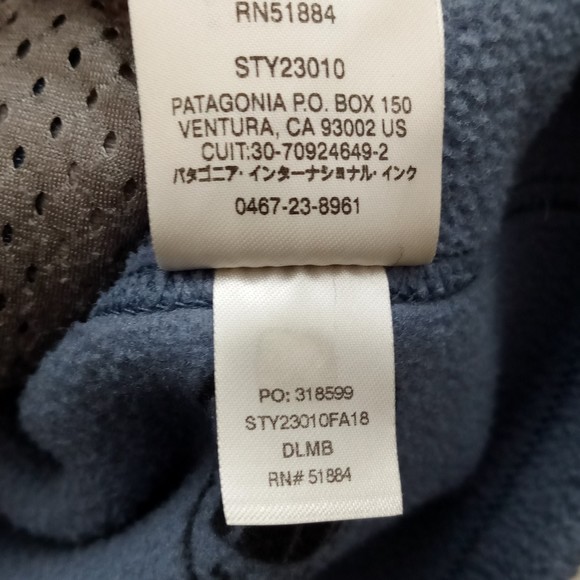 RN51884
STY23010
PATAGONIA P.O. BOX 150
VENTURA, CA 93002 US
CUIT:30-70924649-2
パタゴニア・インターナショナル・インク
0467-23-8961
PO: 318599
STY23010FA18
DLMB
RN# 51884